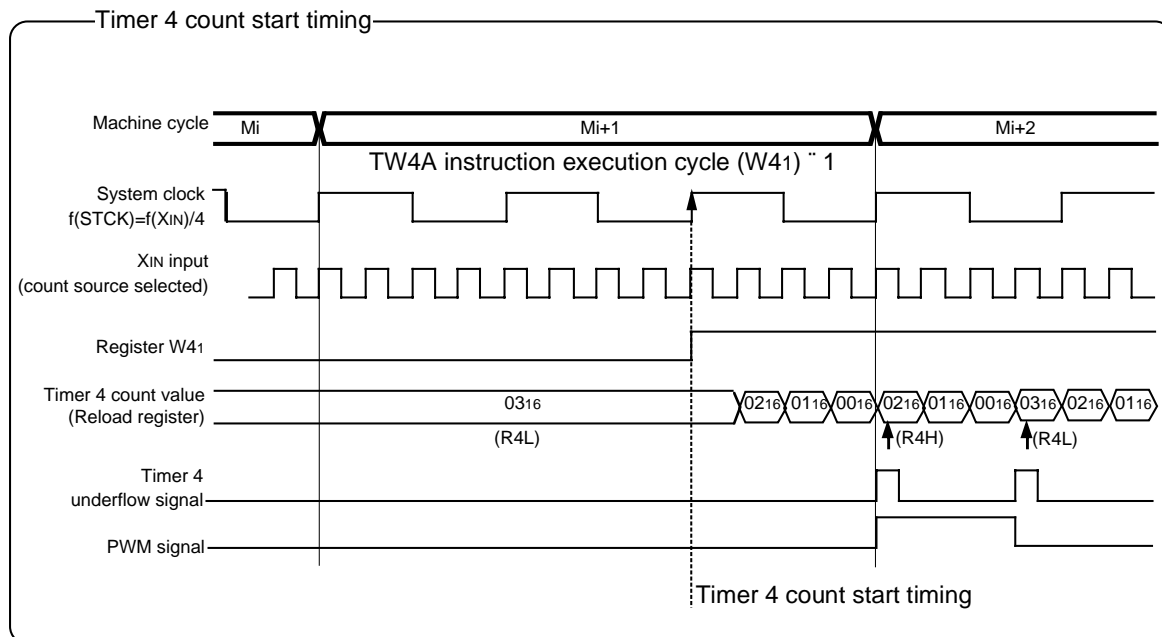 Timer 4 count start timing
Machine cycle
Mi
Mi+1
Mi+2
TW4A instruction execution cycle (W41) ¨ 1
System clock
f(STCK)=f(XIN)/4
XIN input
(count source selected)
Register W41
Timer 4 count value
(Reload register)
0316
0216
0116
0016
0216
0116
0016
0316
0216
0116
(R4L)
(R4H)
(R4L)
Timer 4
underflow signal
PWM signal
Timer 4 count start timing